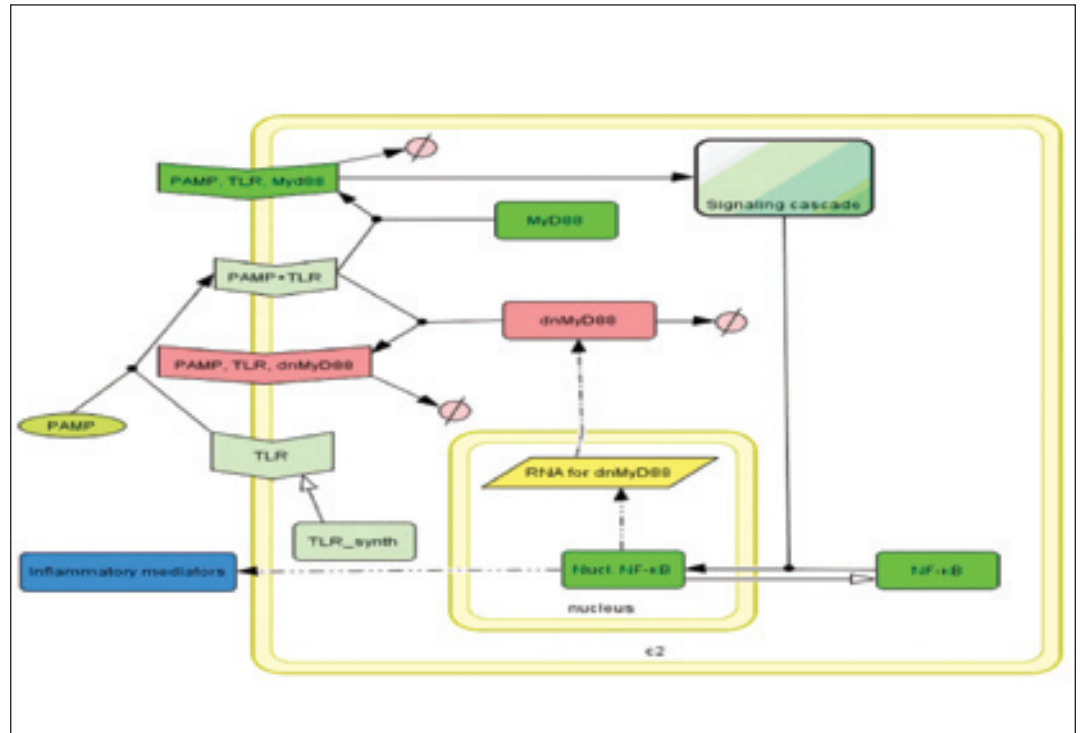 PAMP, TLR, Myd88
Signaling cascade
MyD88
PAMP+TLR
dnMyD88
PAMP, TLR, dnMyD88
PAMP
TLR
RNA for dnMyD88
TLR_synth
Inflammatory mediators
Nucl. NF-κB
NF-κB
nucleus
c2